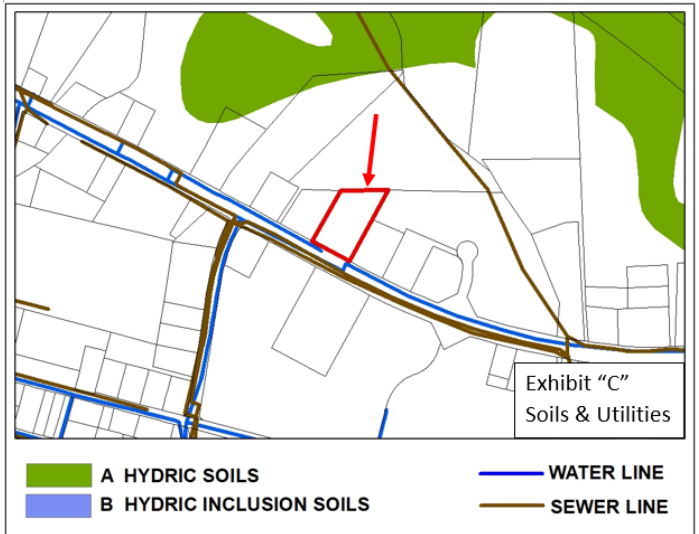 Exhibit “C”
Soils & Utilities
A HYDRIC SOILS
WATER LINE
B HYDRIC INCLUSION SOILS
SEWER LINE